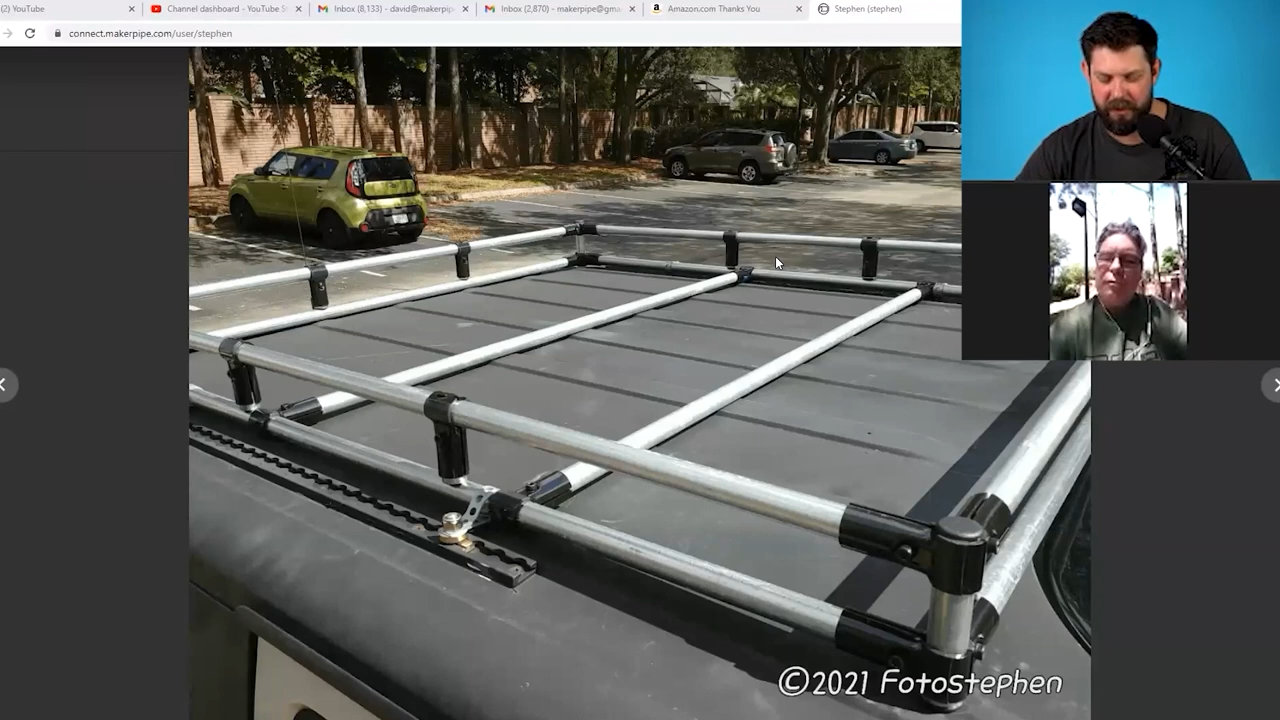 (2) YouTube
Channel dashboard - YouTube S
Inbox (8,133) - david@makerpip
Inbox (2,870) - makerpipe@gma
Amazon.com Thanks You
Stephen (stephen)
connect.makerpipe.com/user/stephen
©2021 Fotostephen